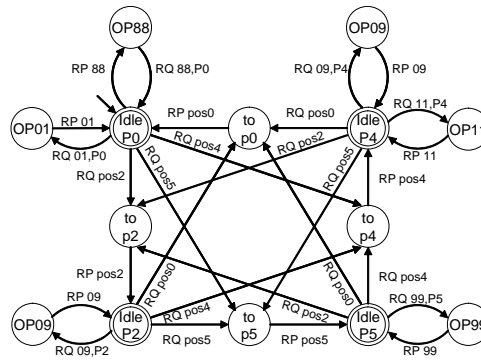 OP88
OP09
RP 88
RQ 88,P0
RQ 09,P4
RP 09
OP01
RP 01
RQ 01,P0
Idle
P0
RP pos0
to
p0
RQ pos0
Idle
P4
RQ 11,P4
RP 11
OP11
RQ pos4
RQ pos2
RQ pos2
RQ pos5
RQ pos5
RP pos4
to
p2
to
p4
RP pos2
RQ pos0
RQ pos0
RQ pos4
OP09
RP 09
RQ 09,P2
Idle
P2
RQ pos4
RQ pos2
RQ pos5
to
p5
RP pos5
Idle
P5
RQ 99,P5
RP 99
OP99